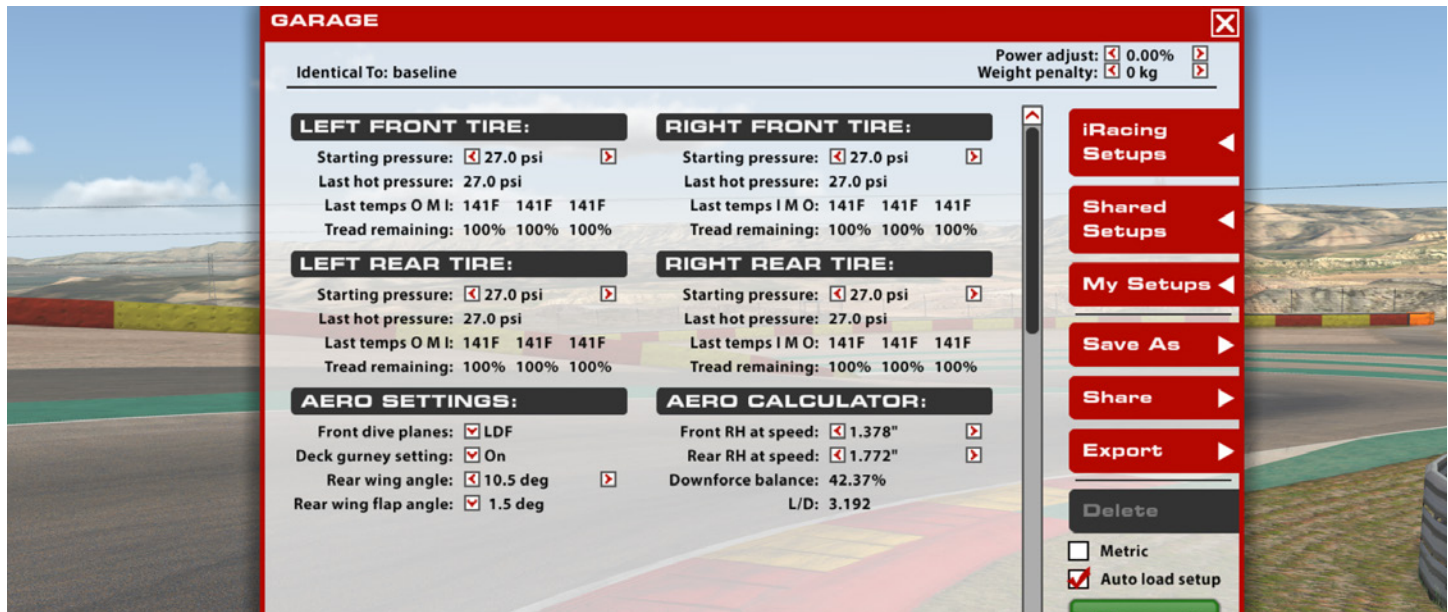 GARAGE
Identical To: baseline
Power adjust: 0.00%
Weight penalty: 0 kg
LEFT FRONT TIRE:
Starting pressure: 27.0 psi
Last hot pressure: 27.0 psi
Last temps O M I: 141F 141F 141F
Tread remaining: 100% 100% 100%
RIGHT FRONT TIRE:
Starting pressure: 27.0 psi
Last hot pressure: 27.0 psi
Last temps I M O: 141F 141F 141F
Tread remaining: 100% 100% 100%
LEFT REAR TIRE:
Starting pressure: 27.0 psi
Last hot pressure: 27.0 psi
Last temps O M I: 141F 141F 141F
Tread remaining: 100% 100% 100%
RIGHT REAR TIRE:
Starting pressure: 27.0 psi
Last hot pressure: 27.0 psi
Last temps I M O: 141F 141F 141F
Tread remaining: 100% 100% 100%
AERO SETTINGS:
Front dive planes: LDF
Deck gurney setting: On
Rear wing angle: 10.5 deg
Rear wing flap angle: 1.5 deg
AERO CALCULATOR:
Front RH at speed: 1.378"
Rear RH at speed: 1.772"
Downforce balance: 42.37%
L/D: 3.192
iRacing
Setups
Shared
Setups
My Setups
Save As
Share
Export
Delete
Metric
Auto load setup